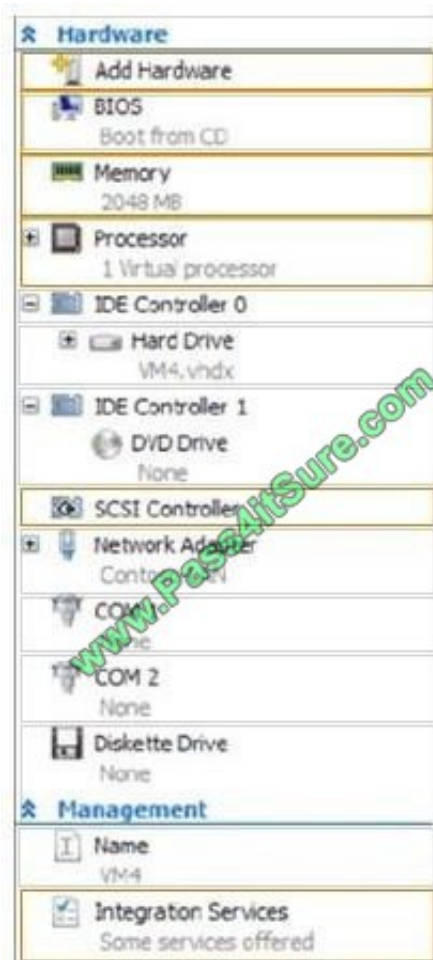 Hardware
Add Hardware
BIOS
Boot from CD
Memory
2048 MB
Processor
1 Virtual processor
IDE Controller 0
Hard Drive
VM4.vhdx
IDE Controller 1
DVD Drive
None
SCSI Controller
Network Adapter
COM
COM 2
None
Diskette Drive
None
Management
Name
VM4
Integration Services
Some services offered
www.Pass4itSure.com